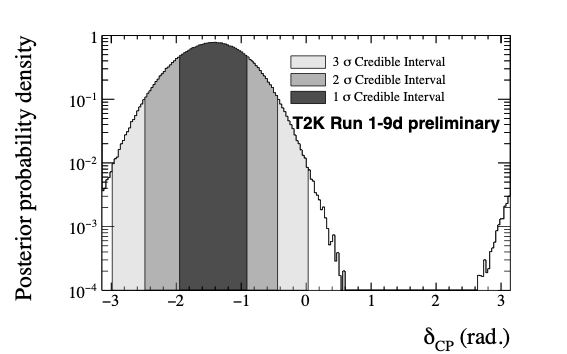 Posterior probability density
1
10⁻¹
10⁻²
10⁻³
10⁻⁴
3 σ Credible Interval
2 σ Credible Interval
1 σ Credible Interval
T2K Run 1-9d preliminary
−3 −2 −1 0 1 2 3
δCP (rad.)